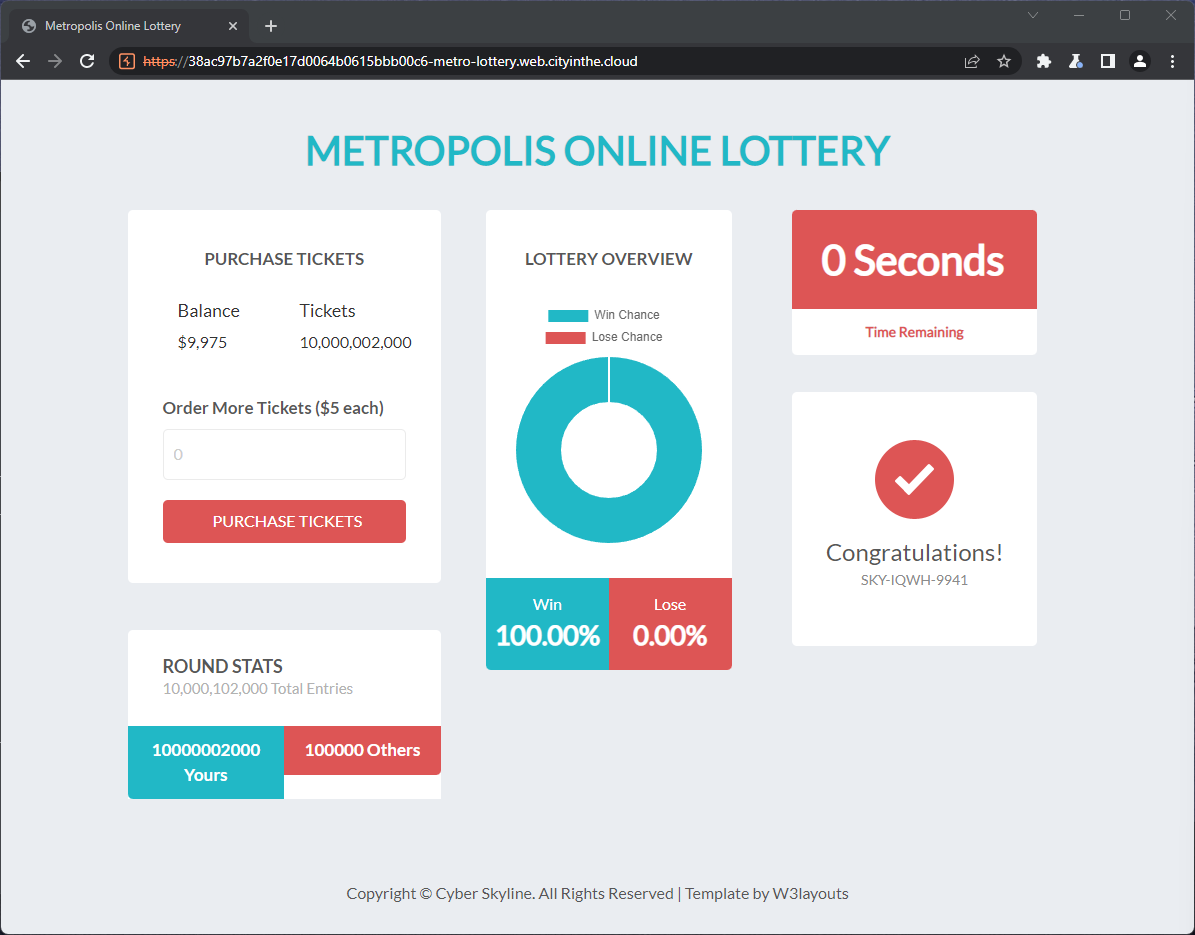 Metropolis Online Lottery
https://38ac97b7a2f0e17d0064b0615bbb00c6-metro-lottery.web.cityinthe.cloud
METROPOLIS ONLINE LOTTERY
PURCHASE TICKETS
Balance Tickets
$9,975 10,000,002,000
Order More Tickets ($5 each)
0
PURCHASE TICKETS
ROUND STATS
10,000,102,000 Total Entries
10000002000
Yours
100000 Others
LOTTERY OVERVIEW
Win Chance
Lose Chance
Win
100.00%
Lose
0.00%
0 Seconds
Time Remaining
Congratulations!
SKY-IQWH-9941
Copyright © Cyber Skyline. All Rights Reserved | Template by W3layouts